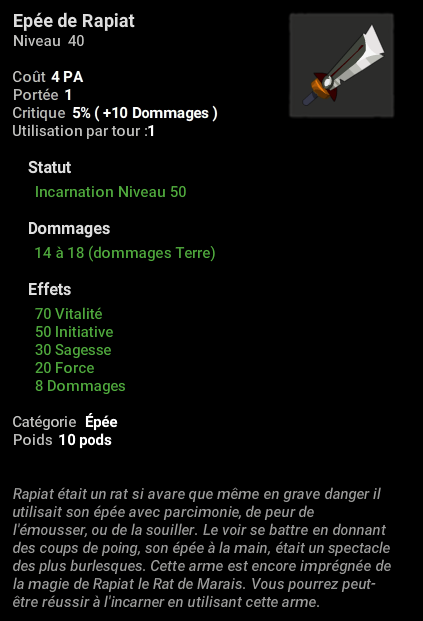 Epée de Rapiat
Niveau 40
Coût 4 PA
Portée 1
Critique 5% ( +10 Dommages )
Utilisation par tour :1
Statut
Incarnation Niveau 50
Dommages
14 à 18 (dommages Terre)
Effets
70 Vitalité
50 Initiative
30 Sagesse
20 Force
8 Dommages
Catégorie Épée
Poids 10 pods
Rapiat était un rat si avare que même en grave danger il
utilisait son épée avec parcimonie, de peur de
l'émousser, ou de la souiller. Le voir se battre en donnant
des coups de poing, son épée à la main, était un spectacle
des plus burlesques. Cette arme est encore imprégnée de
la magie de Rapiat le Rat de Marais. Vous pourrez peut-
être réussir à l'incarner en utilisant cette arme.